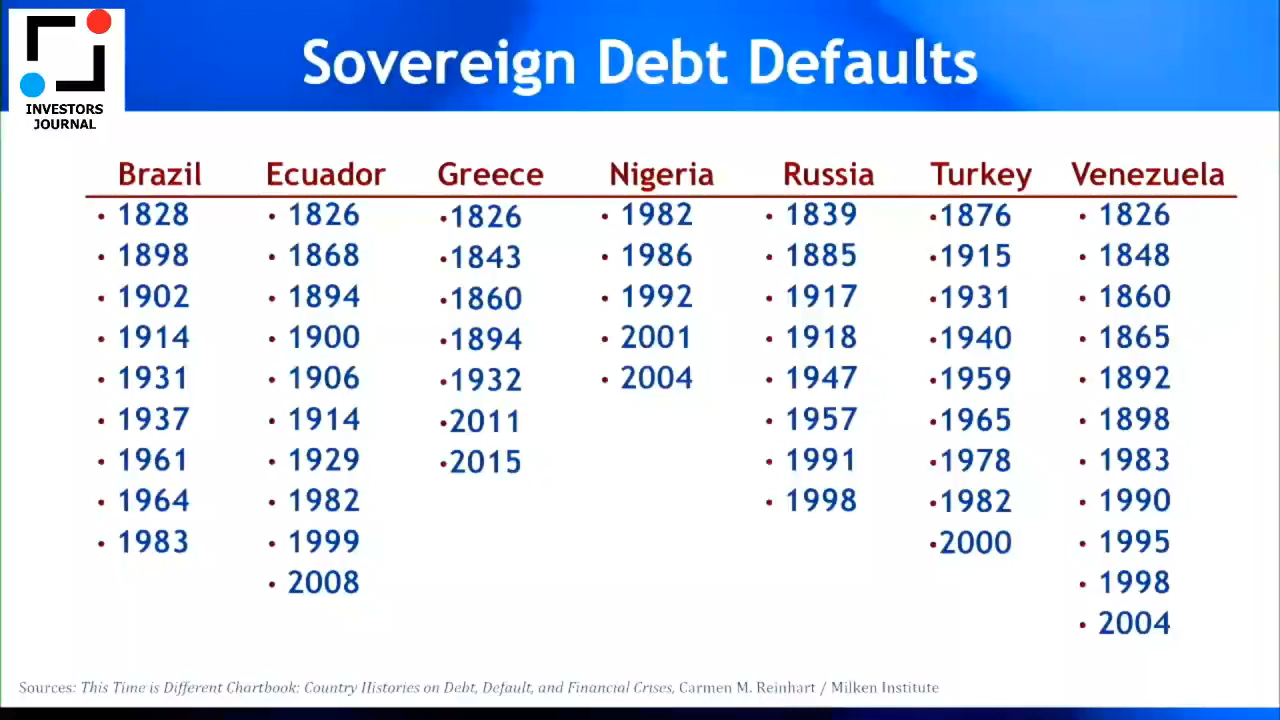 INVESTORS
JOURNAL
Sovereign Debt Defaults
Brazil Ecuador Greece Nigeria Russia Turkey Venezuela
• 1828 • 1826 •1826 • 1982 • 1839 •1876 • 1826
• 1898 • 1868 •1843 • 1986 • 1885 •1915 • 1848
• 1902 • 1894 •1860 • 1992 • 1917 •1931 • 1860
• 1914 • 1900 •1894 • 2001 • 1918 •1940 • 1865
• 1931 • 1906 •1932 • 2004 • 1947 •1959 • 1892
• 1937 • 1914 •2011 • 1957 •1965 • 1898
• 1961 • 1929 •2015 • 1991 •1978 • 1983
• 1964 • 1982 • 1998 •1982 • 1990
• 1983 • 1999 •2000 • 1995
• 2008 • 1998
• 2004
Sources: This Time is Different Chartbook: Country Histories on Debt, Default, and Financial Crises, Carmen M. Reinhart / Milken Institute